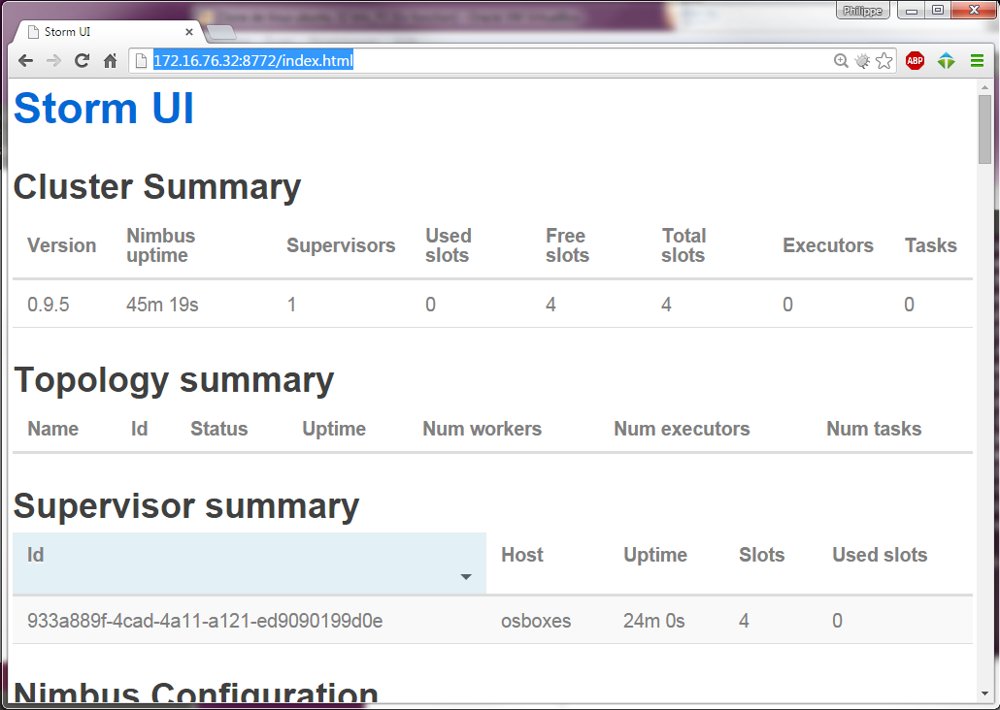 Philippe
Storm UI
172.16.76.32:8772/index.html
ABP
Storm UI
Cluster Summary
Version Nimbus uptime Supervisors Used slots Free slots Total slots Executors Tasks
0.9.5 45m 19s 1 0 4 4 0 0
Topology summary
Name Id Status Uptime Num workers Num executors Num tasks
Supervisor summary
Id Host Uptime Slots Used slots
933a889f-4cad-4a11-a121-ed9090199d0e osboxes 24m 0s 4 0
Nimbus Configuration